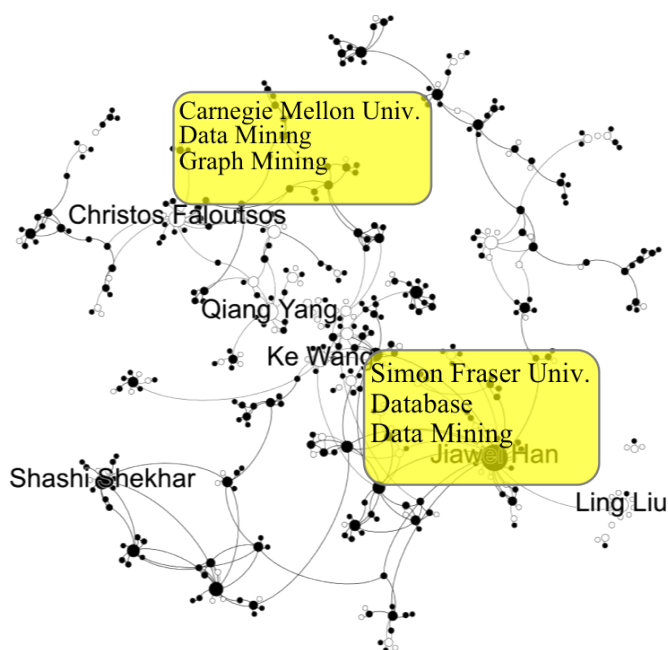 Carnegie Mellon Univ.
Data Mining
Graph Mining
Christos Faloutsos
Qiang Yang
Ke Wang
Simon Fraser Univ.
Database
Data Mining
Jiawei Han
Shashi Shekhar
Ling Liu